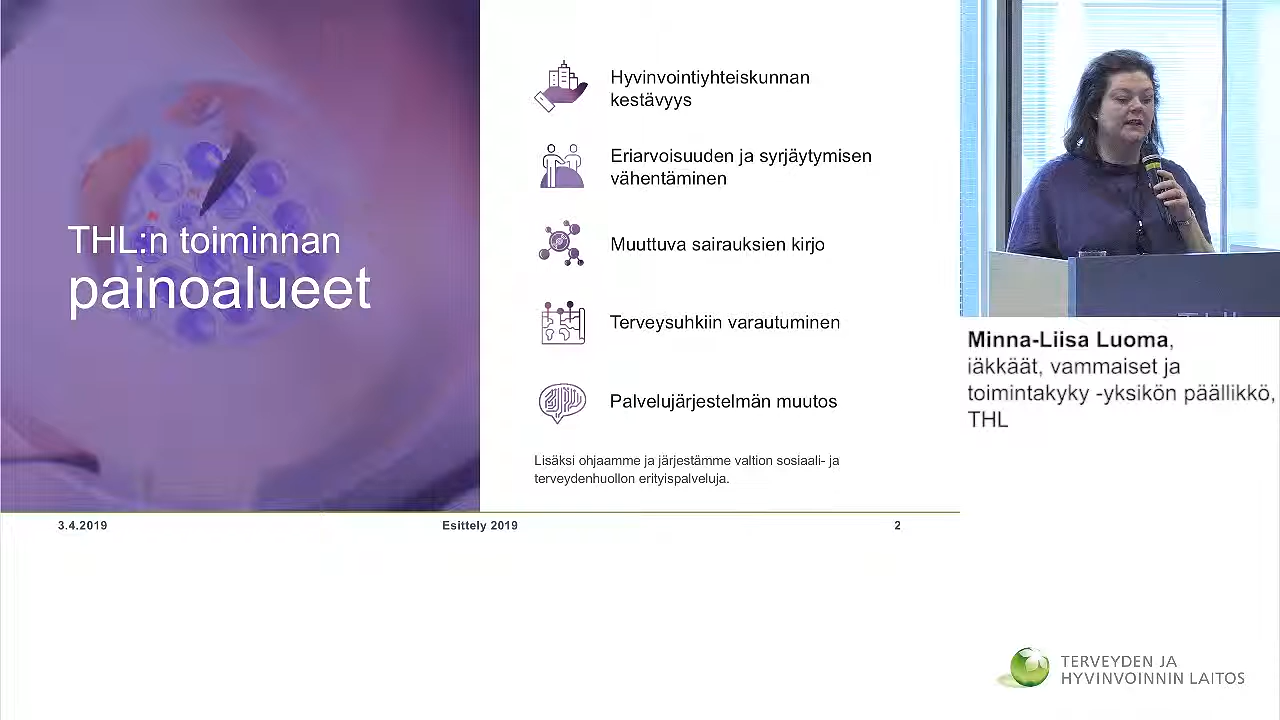 THL:n toiminnan
painoalueet
Hyvinvointiyhteiskunnan
kestävyys
Eriarvoisuuden ja syrjäytymisen
vähentäminen
Muuttuva sairauksien kirjo
Terveysuhkiin varautuminen
Palvelujärjestelmän muutos
Lisäksi ohjaamme ja järjestämme valtion sosiaali- ja
terveydenhuollon erityispalveluja.
3.4.2019
Esittely 2019
2
Minna-Liisa Luoma,
iäkkäät, vammaiset ja
toimintakyky -yksikön päällikkö,
THL
TERVEYDEN JA
HYVINVOINNIN LAITOS